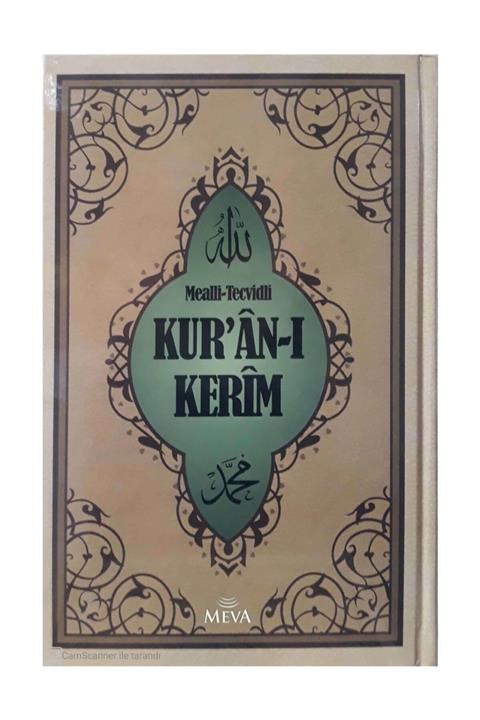 الله
Mealli-Tecvidli
KUR'ÂN-I
KERÎM
محمد
MEVA
CamScanner ile tarandı